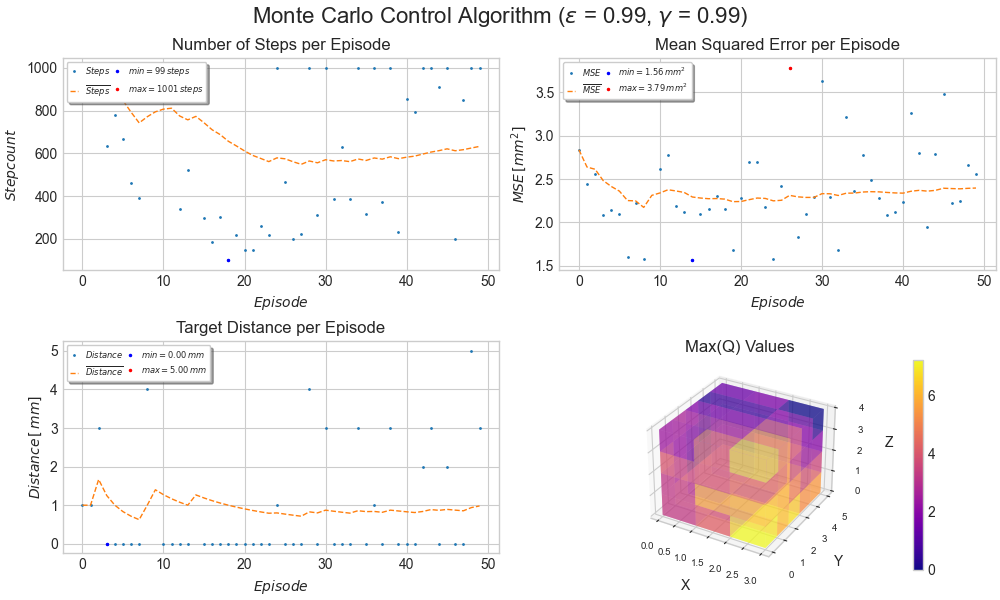 Monte Carlo Control Algorithm (ε = 0.99, γ = 0.99)
Number of Steps per Episode
1000
800
600
400
200
Stepcount
Steps
Steps
min = 99 steps
max = 1001 steps
0 10 20 30 40 50
Episode
Mean Squared Error per Episode
3.5
3.0
2.5
2.0
1.5
MSE [mm²]
MSE
MSE
min = 1.56 mm²
max = 3.79 mm²
0 10 20 30 40 50
Episode
Target Distance per Episode
5
4
3
2
1
0
Distance [ mm]
Distance
Distance
min = 0.00 mm
max = 5.00 mm
0 10 20 30 40 50
Episode
Max(Q) Values
0.0 0.5 1.0 1.5 2.0 2.5 3.0
X
0 1 2 3 4 5
Y
4
3
2
1
0
Z
6
4
2
0